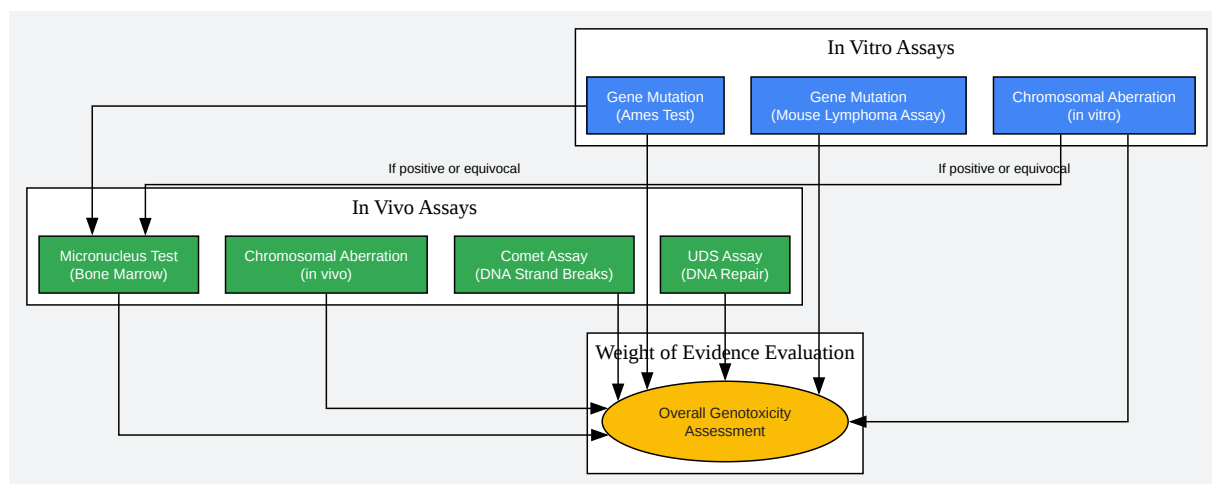 In Vitro Assays
Gene Mutation
(Ames Test)
Gene Mutation
(Mouse Lymphoma Assay)
Chromosomal Aberration
(in vitro)
If positive or equivocal
If positive or equivocal
In Vivo Assays
Micronucleus Test
(Bone Marrow)
Chromosomal Aberration
(in vivo)
Comet Assay
(DNA Strand Breaks)
UDS Assay
(DNA Repair)
Weight of Evidence Evaluation
Overall Genotoxicity
Assessment